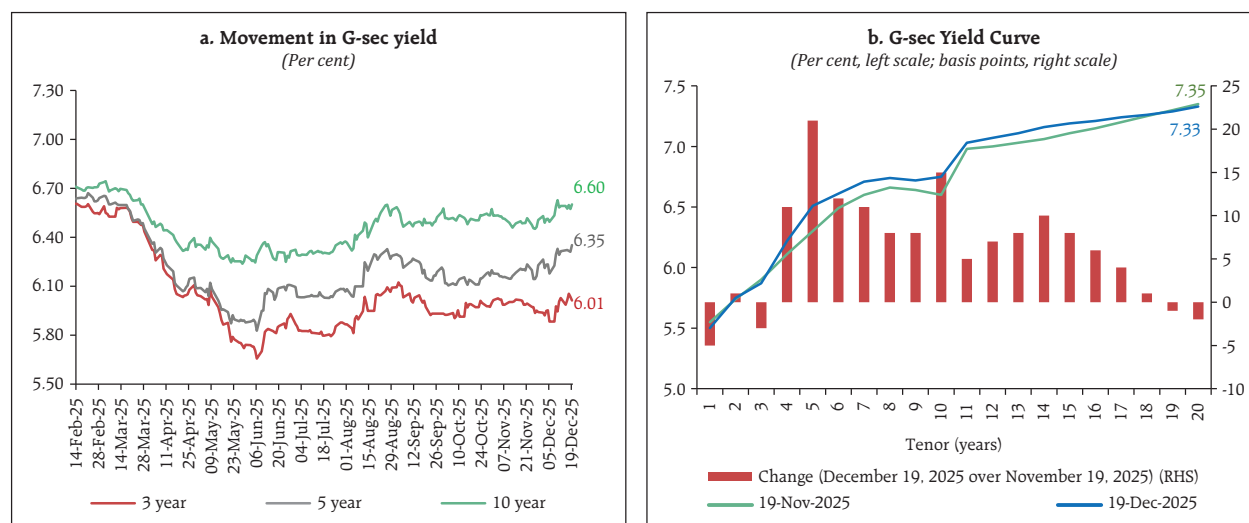 a. Movement in G-sec yield
(Per cent)
7.30
7.00
6.70
6.40
6.10
5.80
5.50
6.60
6.35
6.01
14-Feb-25
28-Feb-25
14-Mar-25
28-Mar-25
11-Apr-25
25-Apr-25
09-May-25
23-May-25
06-Jun-25
20-Jun-25
04-Jul-25
18-Jul-25
01-Aug-25
15-Aug-25
29-Aug-25
12-Sep-25
26-Sep-25
10-Oct-25
24-Oct-25
07-Nov-25
21-Nov-25
05-Dec-25
19-Dec-25
3 year
5 year
10 year
b. G-sec Yield Curve
(Per cent, left scale; basis points, right scale)
7.5
7.0
6.5
6.0
5.5
5.0
7.35
7.33
25
20
15
10
5
0
-5
-10
1
2
3
4
5
6
7
8
9
10
11
12
13
14
15
16
17
18
19
20
Tenor (years)
Change (December 19, 2025 over November 19, 2025) (RHS)
19-Nov-2025
19-Dec-2025